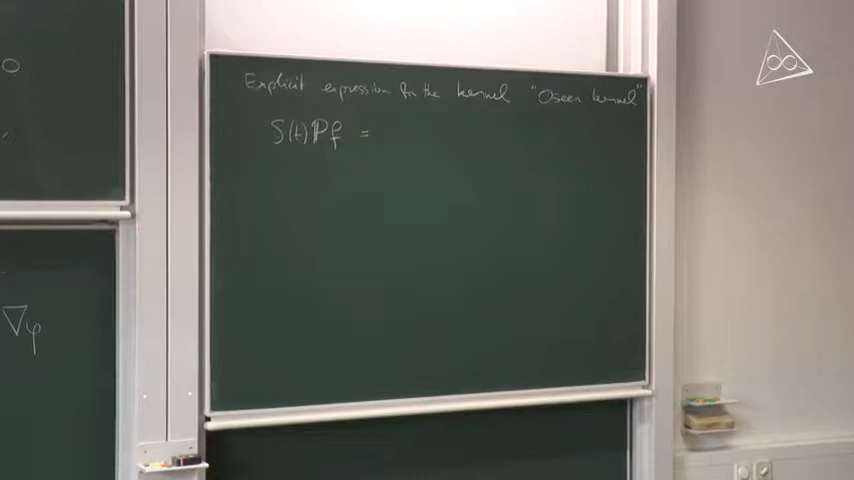 O
∇φ
Explicit expression for the kernel "Oseen kernel"
S(t)ℙf =